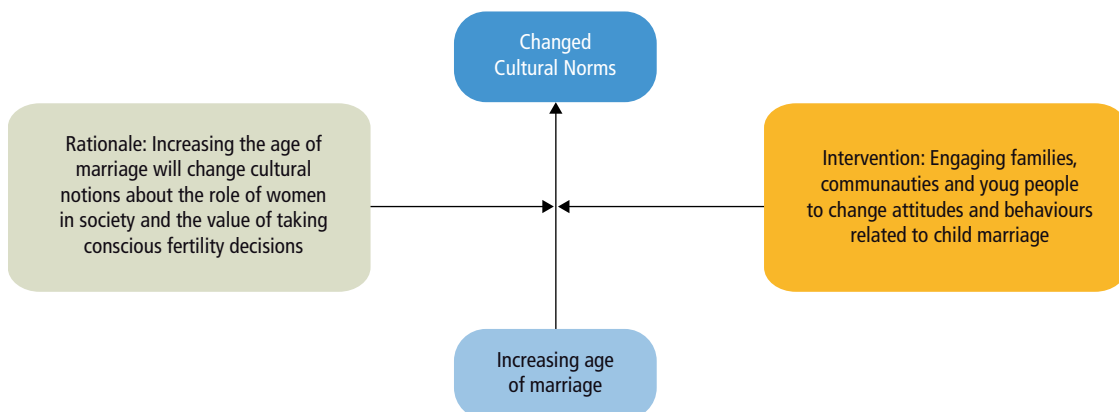 Changed
Cultural Norms
Rationale: Increasing the age of
marriage will change cultural
notions about the role of women
in society and the value of taking
conscious fertility decisions
Intervention: Engaging families,
communauties and youg people
to change attitudes and behaviours
related to child marriage
Increasing age
of marriage